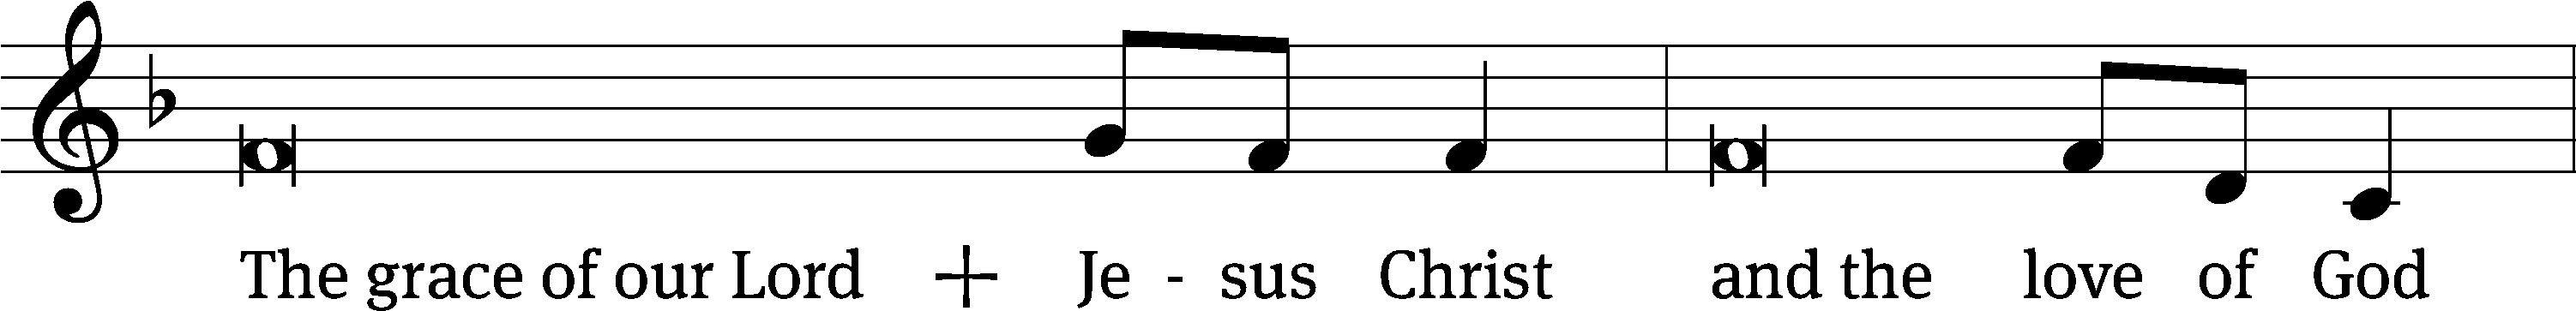 The grace of our Lord + Je - sus Christ and the love of God